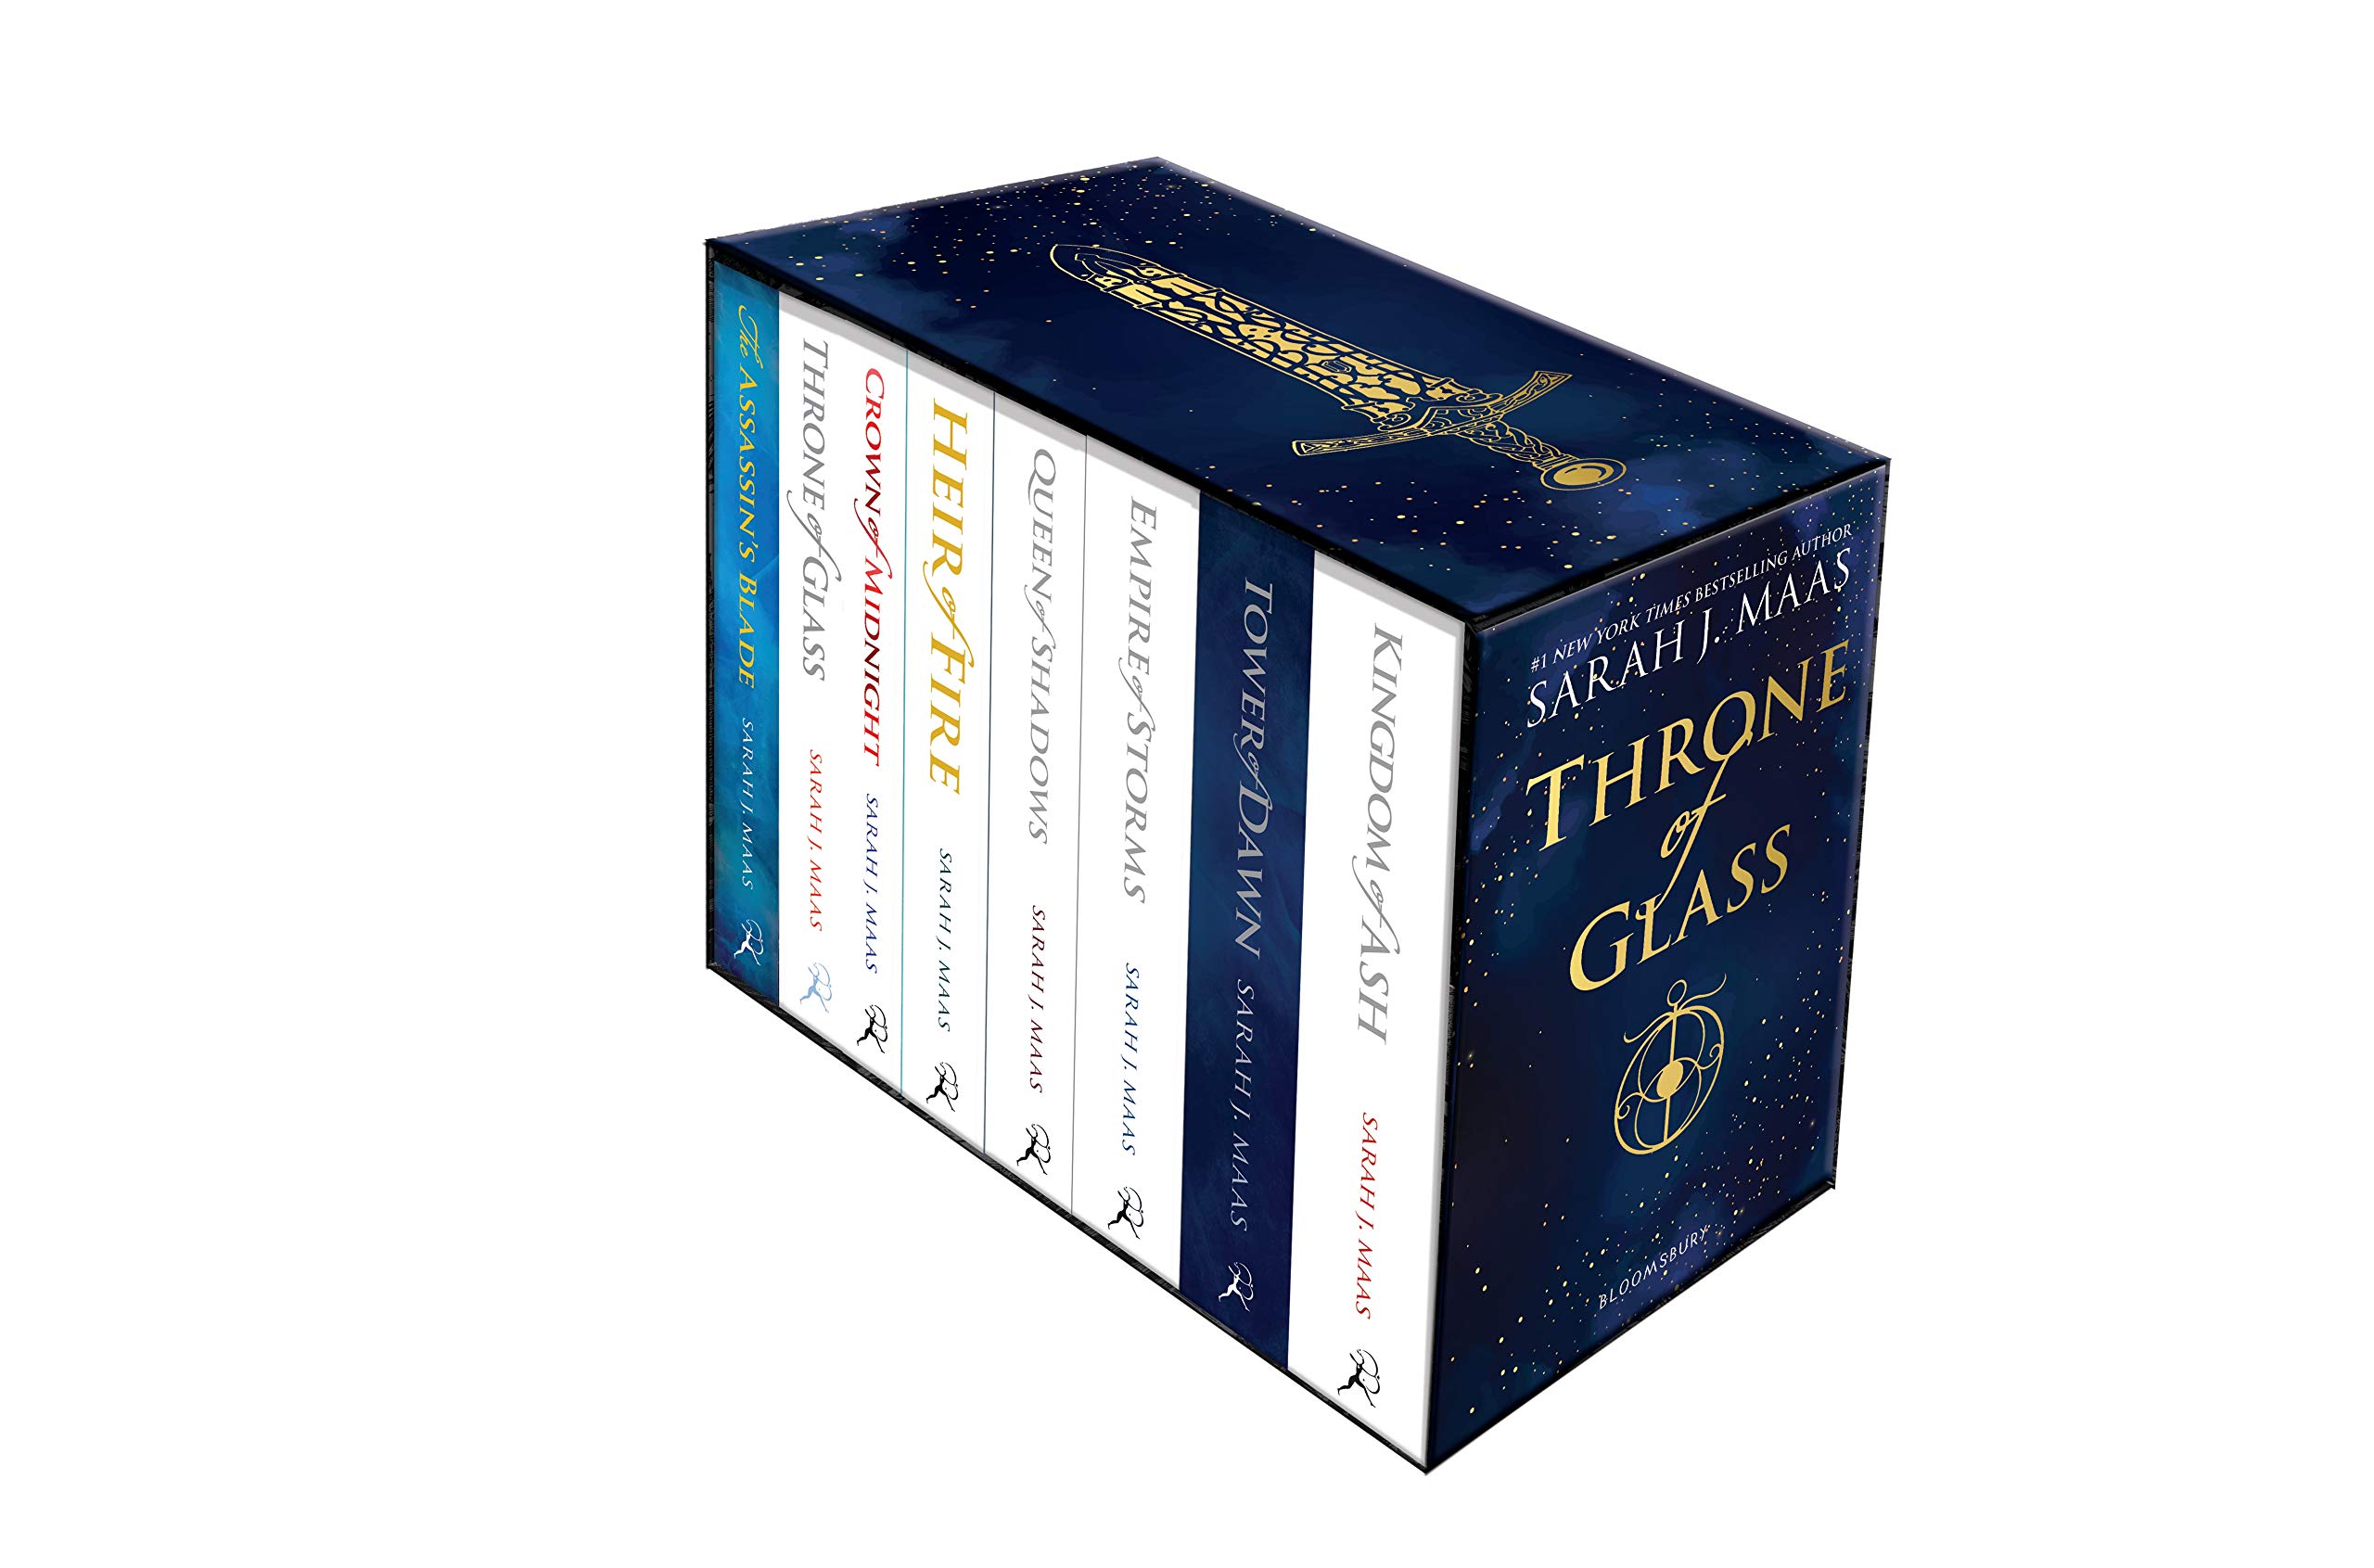 The ASSASSIN'S BLADE SARAH J. MAAS
THRONE of GLASS SARAH J. MAAS
CROWN of MIDNIGHT SARAH J. MAAS
HEIR of FIRE SARAH J. MAAS
QUEEN of SHADOWS SARAH J. MAAS
EMPIRE of STORMS SARAH J. MAAS
TOWER of DAWN SARAH J. MAAS
KINGDOM of ASH SARAH J. MAAS
#1 NEW YORK TIMES BESTSELLING AUTHOR
SARAH J. MAAS
THRONE
of
GLASS
BLOOMSBURY